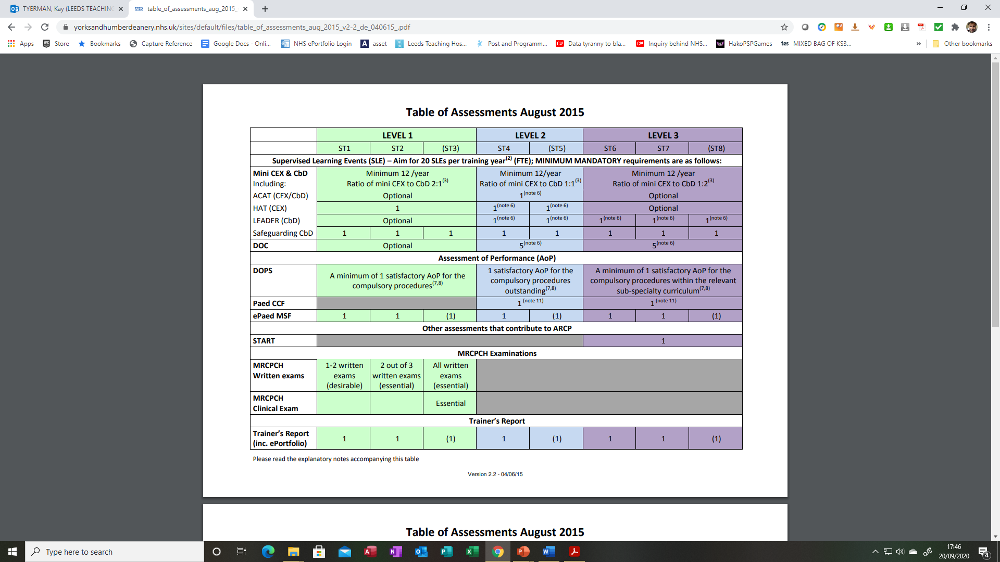 TYERMAN, Kay (LEEDS TEACHING
table_of_assessments_aug_2015_
yorksandhumberdeanery.nhs.uk/sites/default/files/table_of_assessments_aug_2015_v2-2_de_040615_.pdf
Apps Store Bookmarks Capture Reference Google Docs - Onli... NHS ePortfolio Login asset Leeds Teaching Hos... Post and Programm... Data tyranny to bla... Inquiry behind NHS... HakoPSPGames tes MIXED BAG OF KS3... » Other bookmarks
Table of Assessments August 2015
LEVEL 1 LEVEL 2 LEVEL 3
ST1 ST2 (ST3) ST4 (ST5) ST6 ST7 (ST8)
Supervised Learning Events (SLE) – Aim for 20 SLEs per training year(2) (FTE); MINIMUM MANDATORY requirements are as follows:
Mini CEX & CbD Minimum 12 /year Minimum 12/year Minimum 12 /year
Including: Ratio of mini CEX to CbD 2:1(3) Ratio of mini CEX to CbD 1:1(3) Ratio of mini CEX to CbD 1:2(3)
ACAT (CEX/CbD) Optional 1(note 6) Optional
HAT (CEX) 1 1(note 6) 1(note 6) Optional
LEADER (CbD) Optional 1(note 6) 1(note 6) 1(note 6) 1(note 6) 1(note 6)
Safeguarding CbD 1 1 1 1 1 1 1 1
DOC Optional 5(note 6) 5(note 6)
Assessment of Performance (AoP)
DOPS
A minimum of 1 satisfactory AoP for the
compulsory procedures(7,8)
1 satisfactory AoP for the
compulsory procedures
outstanding(7,8)
A minimum of 1 satisfactory AoP for the
compulsory procedures within the relevant
sub-specialty curriculum(7,8)
Paed CCF 1 (note 11) 1 (note 11)
ePaed MSF 1 1 (1) 1 (1) 1 1 (1)
Other assessments that contribute to ARCP
START 1
MRCPCH Examinations
MRCPCH
Written exams
1-2 written
exams
(desirable)
2 out of 3
written exams
(essential)
All written
exams
(essential)
MRCPCH
Clinical Exam
Essential
Trainer's Report
Trainer's Report
(inc. ePortfolio)
1 1 (1) 1 (1) 1 1 (1)
Please read the explanatory notes accompanying this table
Version 2.2 - 04/06/15
Table of Assessments August 2015
Type here to search
17:46
20/09/2020
4